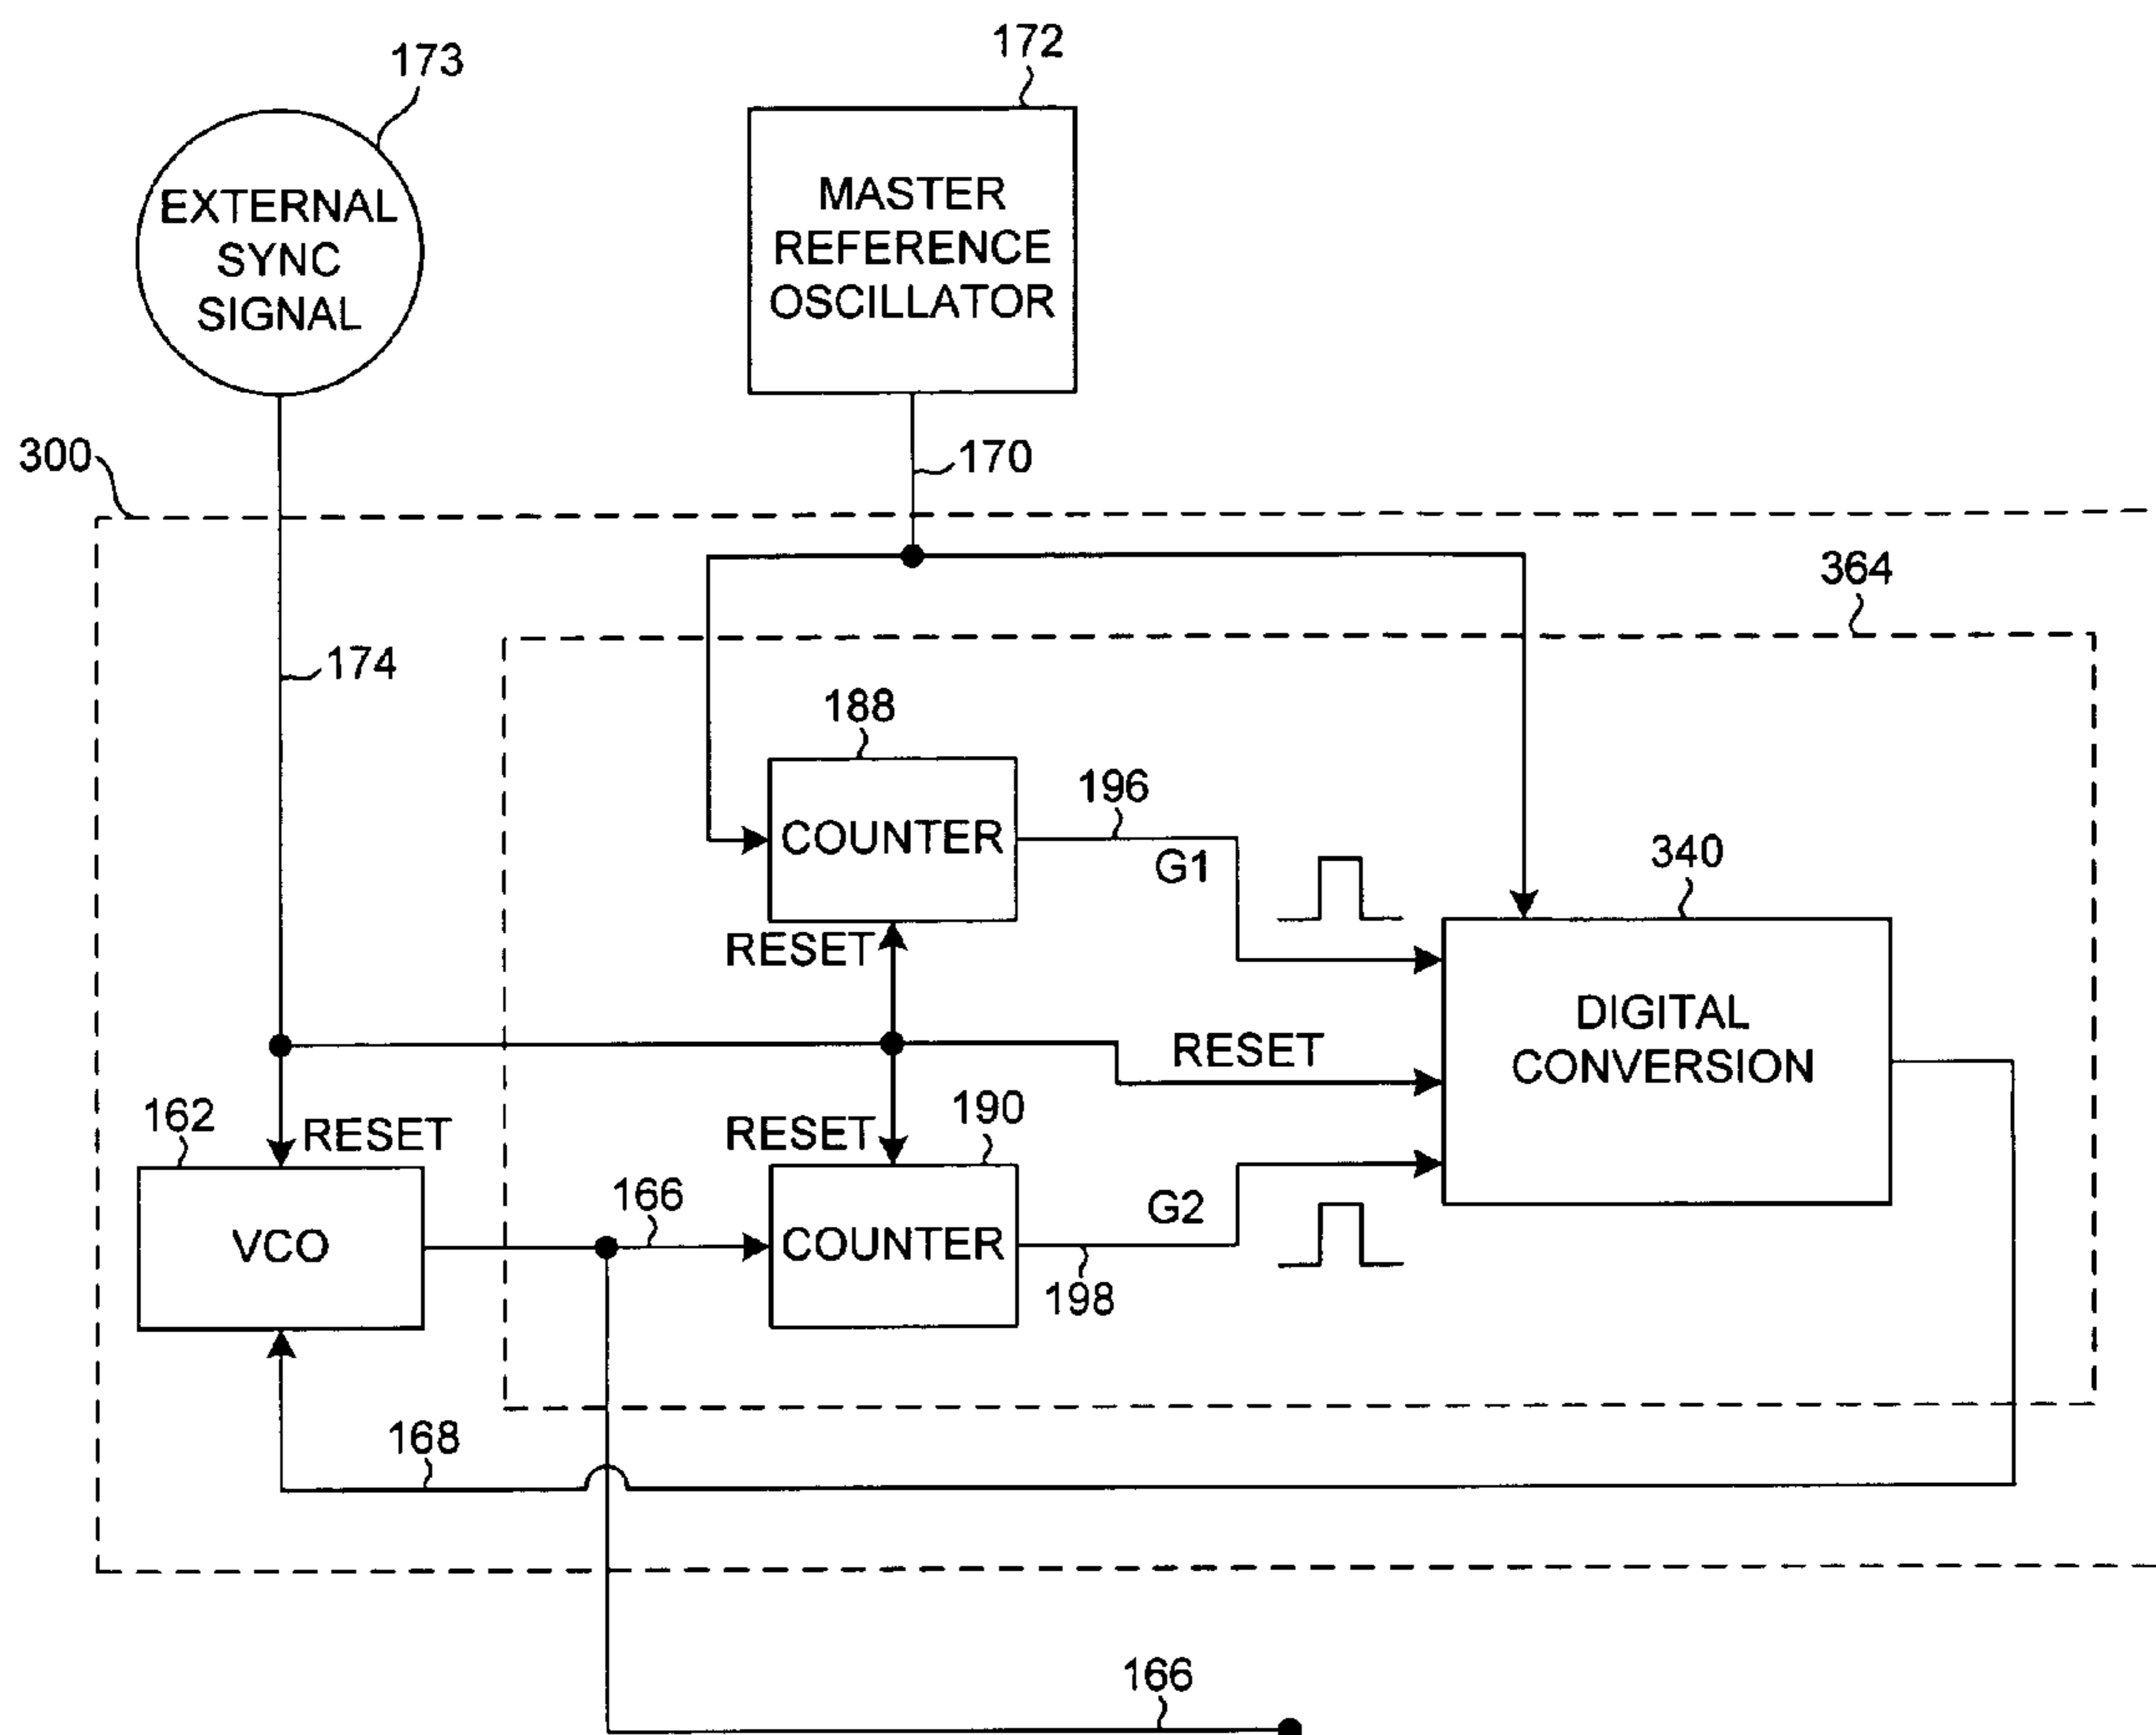 173
172
EXTERNAL
SYNC
SIGNAL
MASTER
REFERENCE
OSCILLATOR
300
170
364
174
188
COUNTER
196
G1
340
RESET
DIGITAL
CONVERSION
RESET
162
RESET
RESET
190
VCO
166
COUNTER
G2
198
168
166